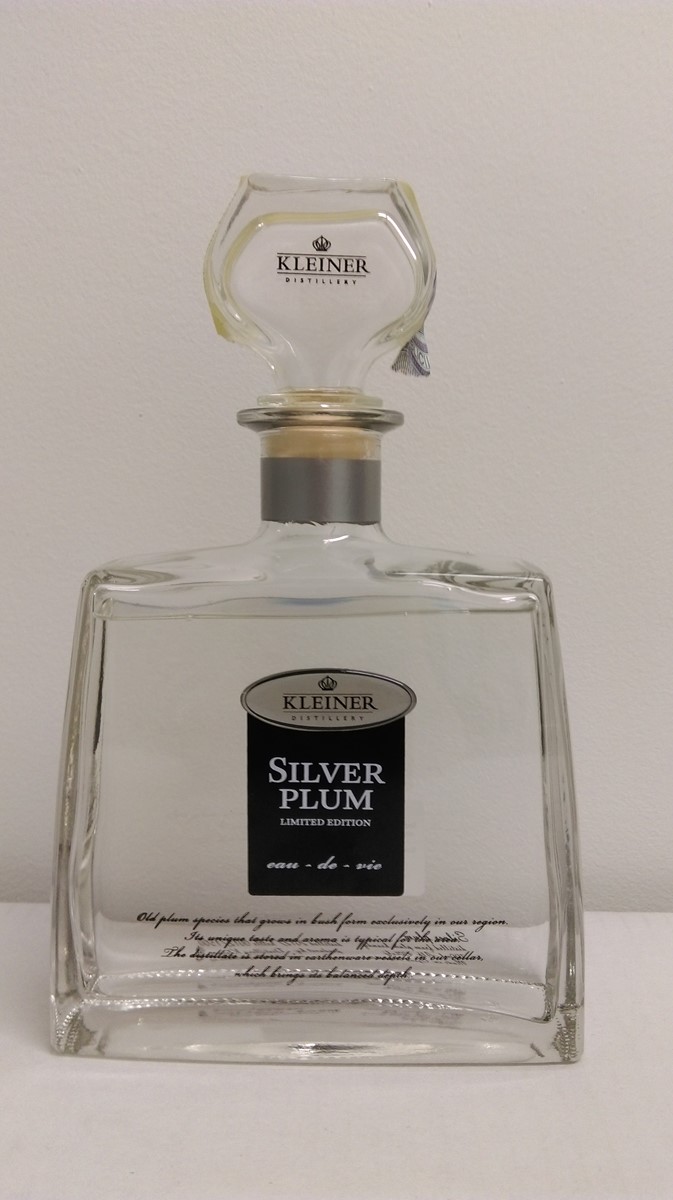 KLEINER
DISTILLERY
KLEINER
DISTILLERY
SILVER
PLUM
LIMITED EDITION
eau - de - vie
Old plum species that grows in bush form exclusively in our region.
Its unique taste and aroma is typical for the area.
The distillate is stored in earthenware vessels in our cellar,
which brings its balanced depth.